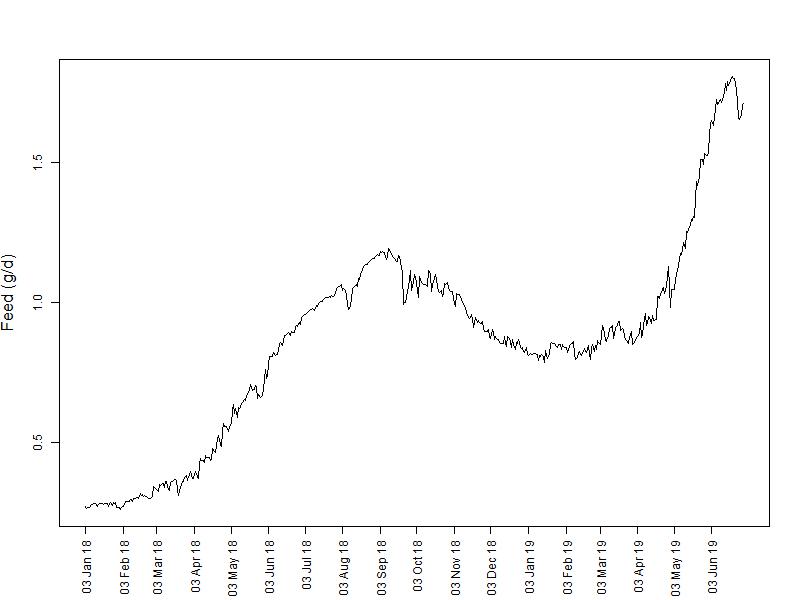 Feed (g/d)
1.5
1.0
0.5
03 Jan 18
03 Feb 18
03 Mar 18
03 Apr 18
03 May 18
03 Jun 18
03 Jul 18
03 Aug 18
03 Sep 18
03 Oct 18
03 Nov 18
03 Dec 18
03 Jan 19
03 Feb 19
03 Mar 19
03 Apr 19
03 May 19
03 Jun 19